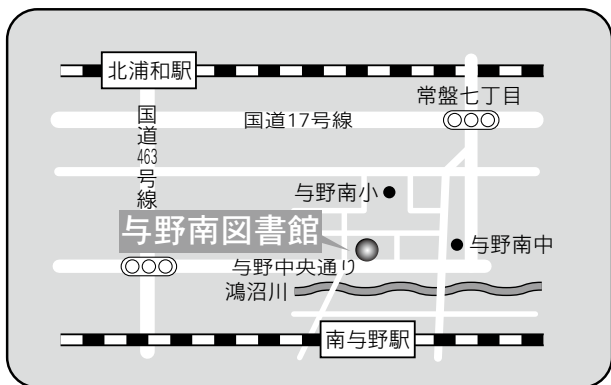 北浦和駅
常盤七丁目
国道17号線
国道463号線
与野南小
与野南図書館
与野南中
与野中央通り
鴻沼川
南与野駅